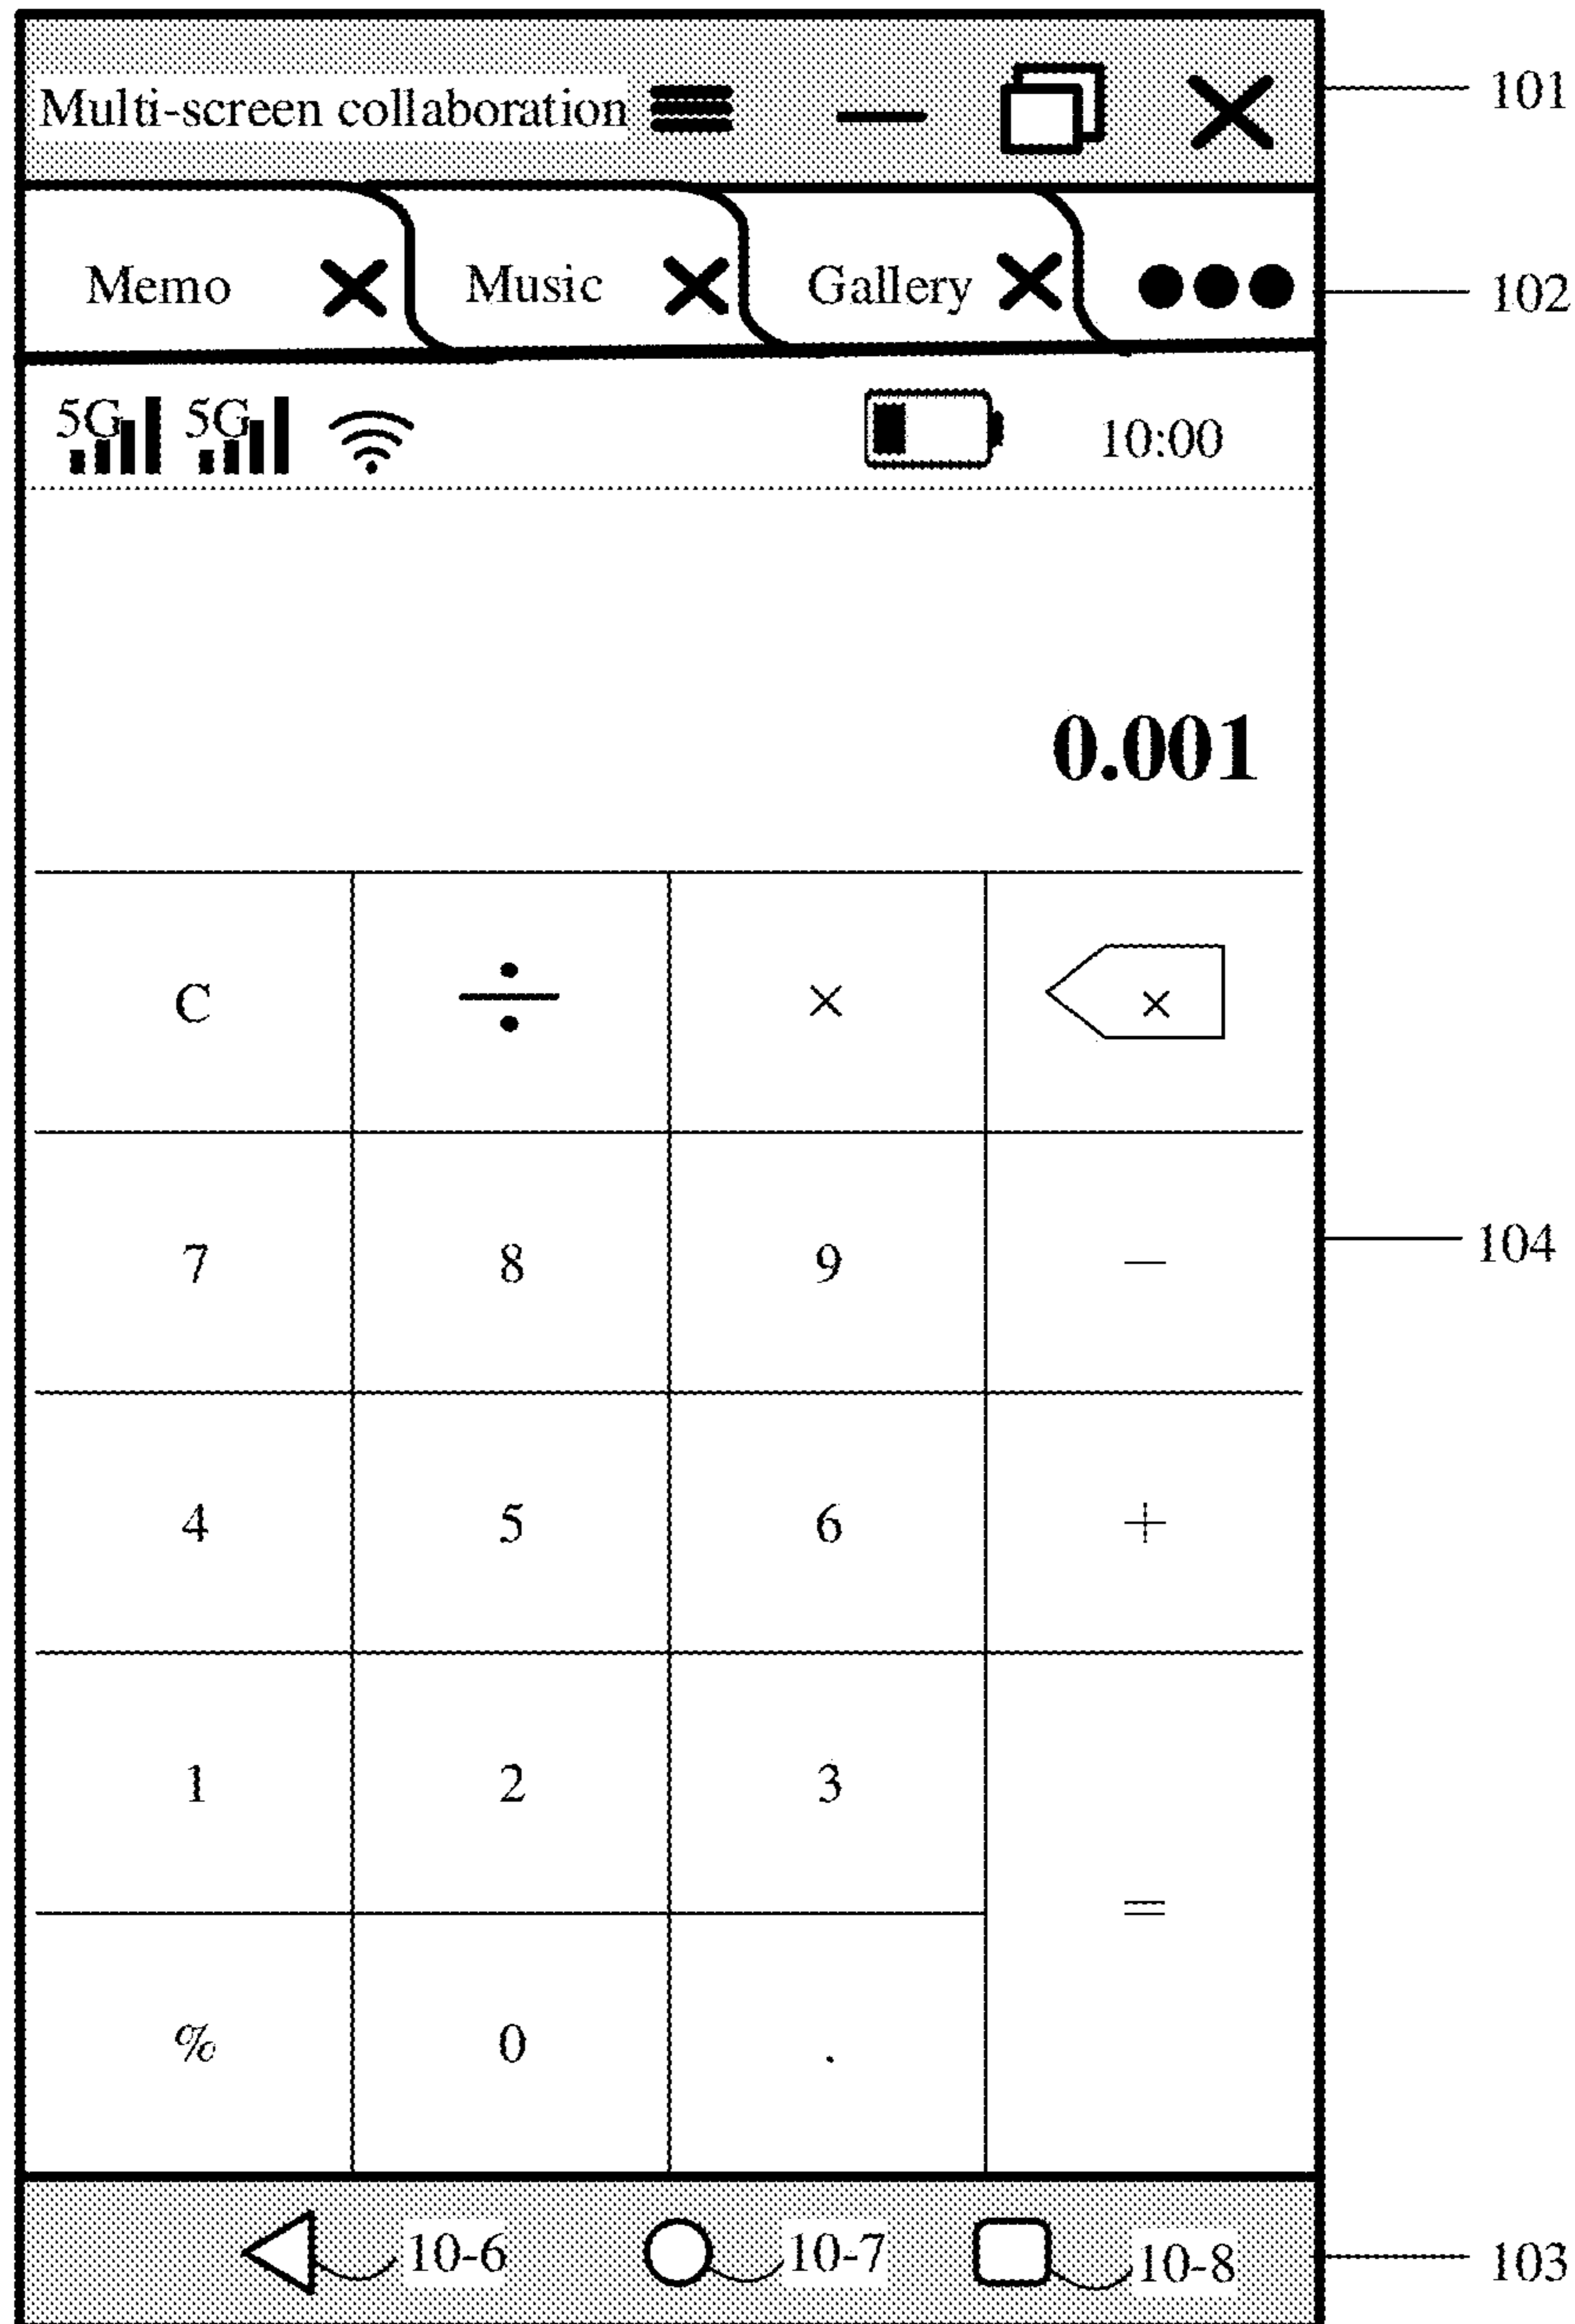 Multi-screen collaboration 101
Memo Music Gallery 102
5G 5G 10:00
0.001
C ÷ ×
×
7 8 9 −
104
4 5 6 +
1 2 3
=
% 0 .
10-6 10-7 10-8 103